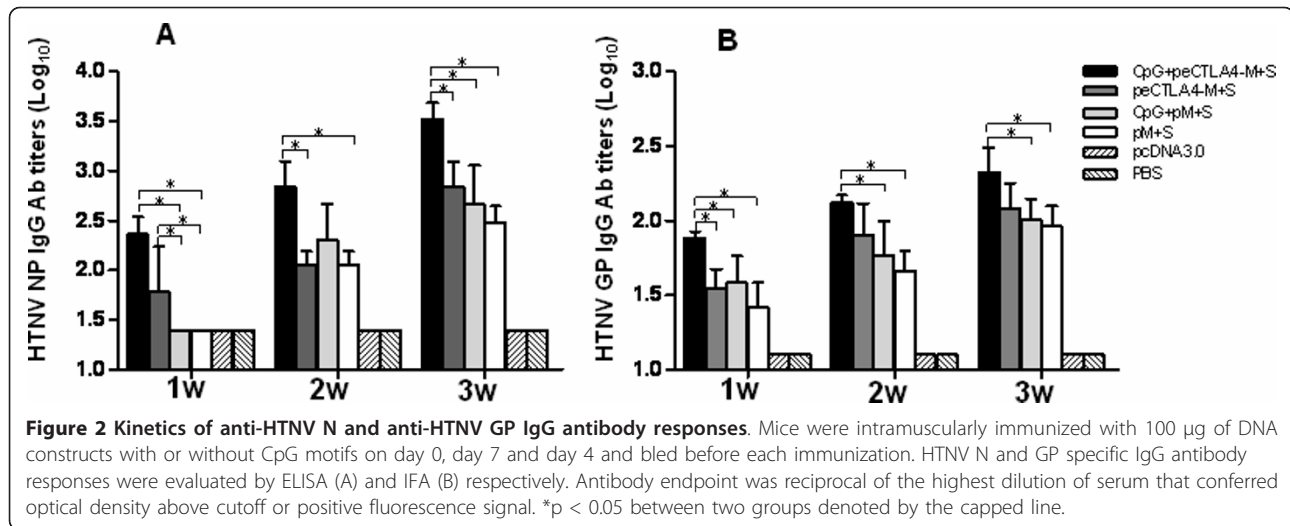 A
HTNV NP IgG Ab titers (Log10)
4.0
3.5
3.0
2.5
2.0
1.5
1.0
* * *
* *
* * * *
1w 2w 3w
B
HTNV GP IgG Ab titers (Log10)
3.0
2.5
2.0
1.5
1.0
* *
* *
* * *
1w 2w 3w
CpG+peCTLA4-M+S
peCTLA4-M+S
CpG+pM+S
pM+S
pcDNA3.0
PBS
Figure 2 Kinetics of anti-HTNV N and anti-HTNV GP IgG antibody responses. Mice were intramuscularly immunized with 100 μg of DNA
constructs with or without CpG motifs on day 0, day 7 and day 4 and bled before each immunization. HTNV N and GP specific IgG antibody
responses were evaluated by ELISA (A) and IFA (B) respectively. Antibody endpoint was reciprocal of the highest dilution of serum that conferred
optical density above cutoff or positive fluorescence signal. *p < 0.05 between two groups denoted by the capped line.